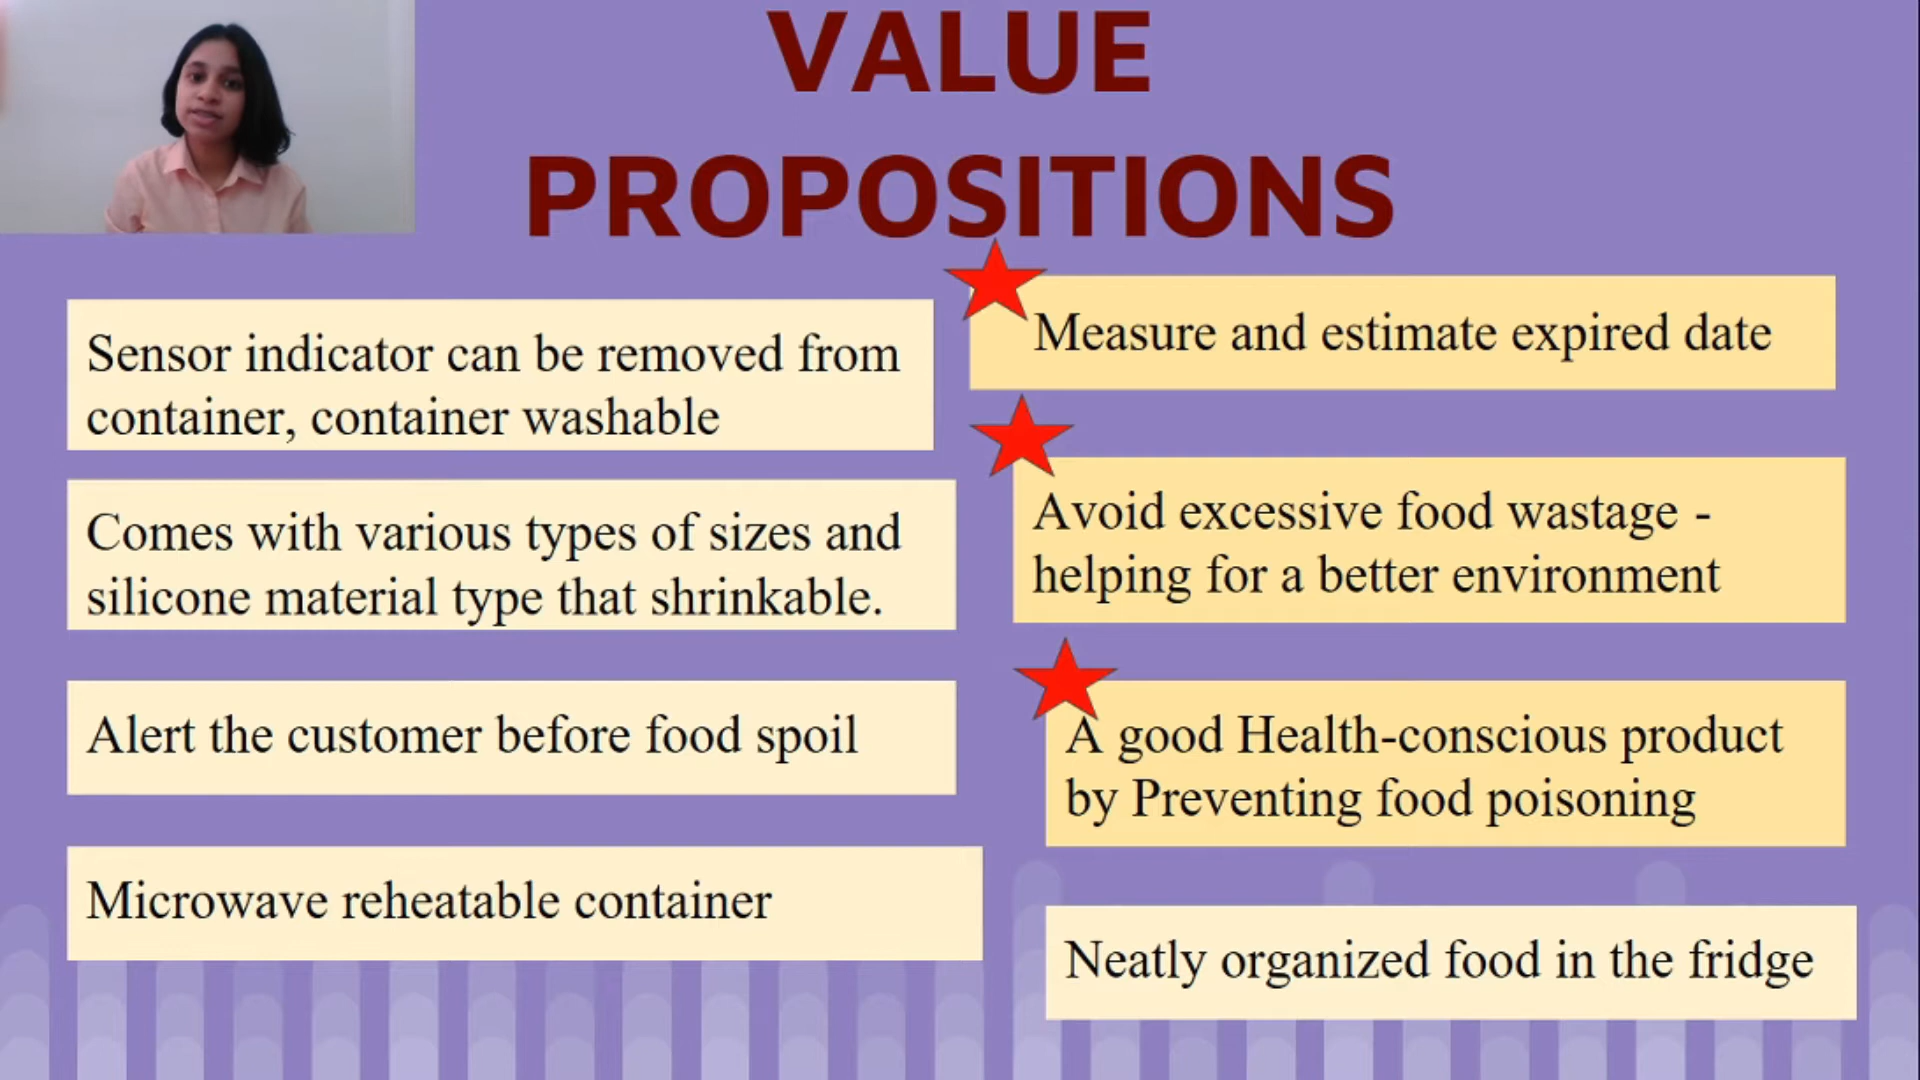 VALUE
PROPOSITIONS
Sensor indicator can be removed from
container, container washable
Comes with various types of sizes and
silicone material type that shrinkable.
Alert the customer before food spoil
Microwave reheatable container
Measure and estimate expired date
Avoid excessive food wastage -
helping for a better environment
A good Health-conscious product
by Preventing food poisoning
Neatly organized food in the fridge